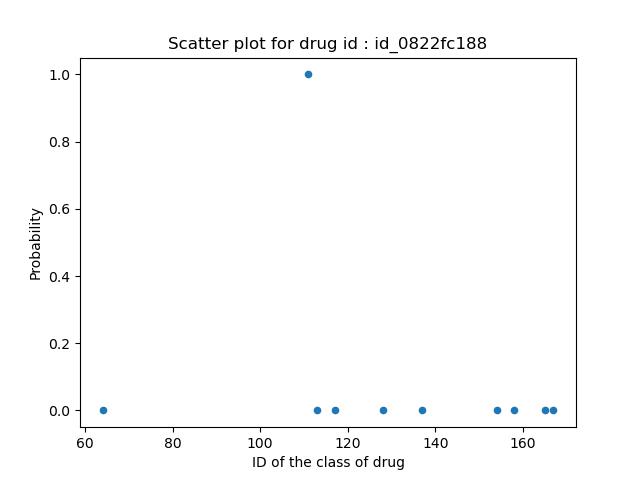 Scatter plot for drug id : id_0822fc188
1.0
0.8
0.6
0.4
0.2
0.0
Probability
60 80 100 120 140 160
ID of the class of drug